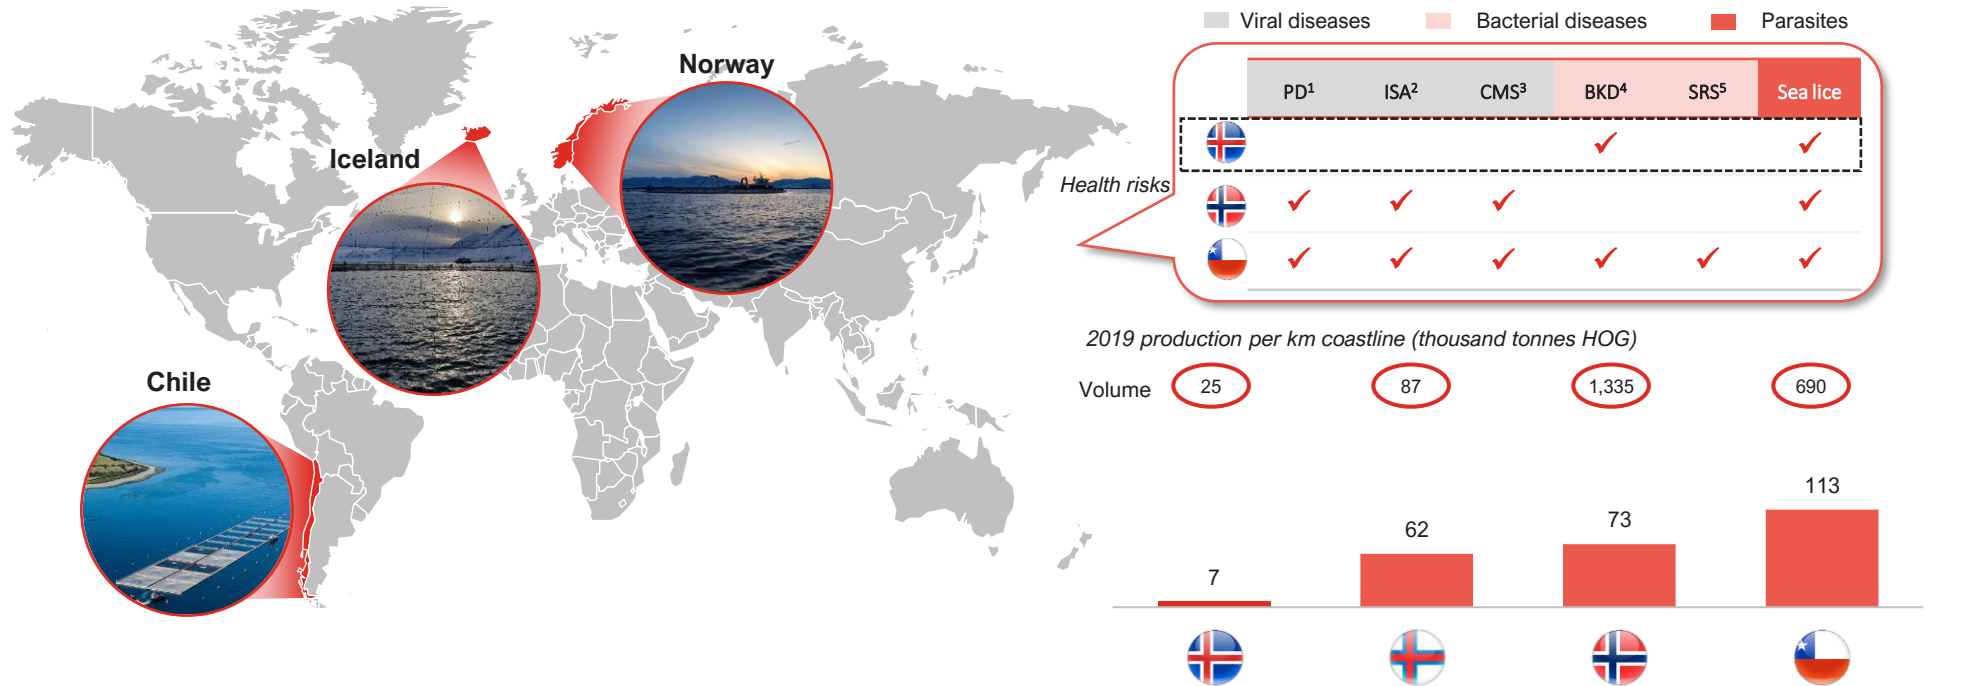 Viral diseases Bacterial diseases Parasites
Norway
Iceland
Chile
PD¹ ISA² CMS³ BKD⁴ SRS⁵ Sea lice
Health risks
2019 production per km coastline (thousand tonnes HOG)
Volume 25 87 1,335 690
7 62 73 113